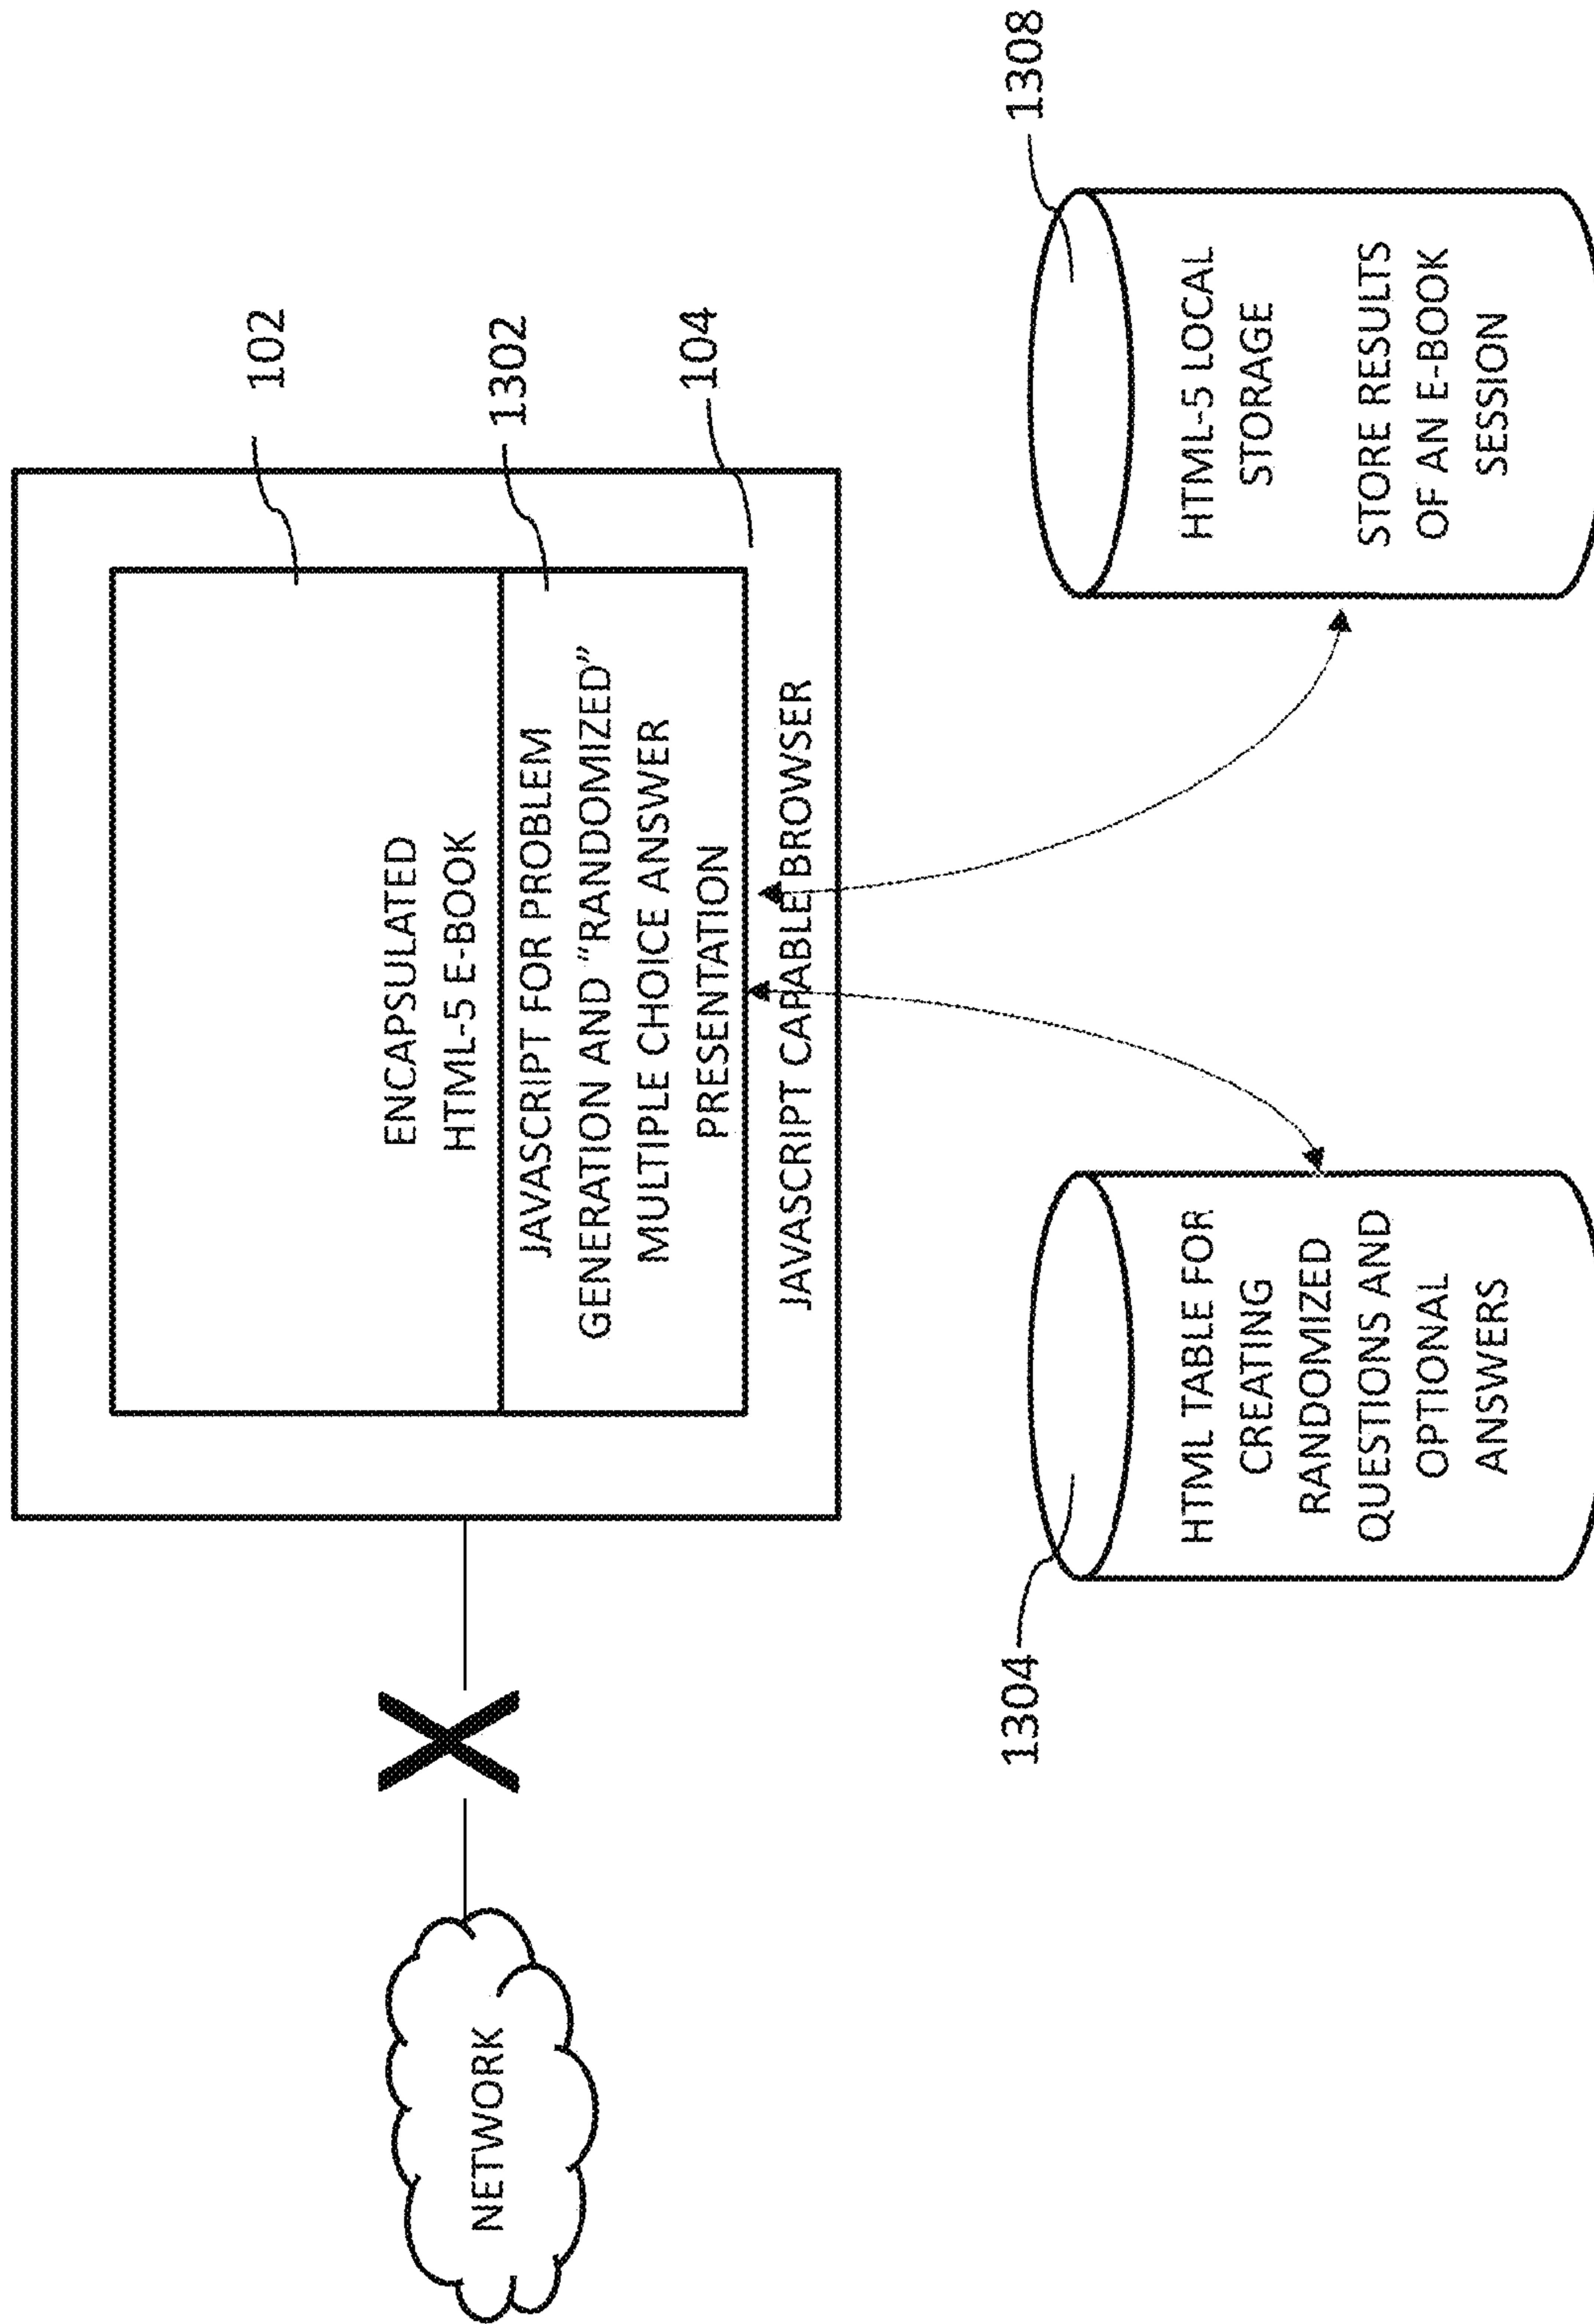 NETWORK
102
1302
104
ENCAPSULATED
HTML-5 E-BOOK
JAVASCRIPT FOR PROBLEM
GENERATION AND "RANDOMIZED"
MULTIPLE CHOICE ANSWER
PRESENTATION
JAVASCRIPT CAPABLE BROWSER
1304
HTML TABLE FOR
CREATING
RANDOMIZED
QUESTIONS AND
OPTIONAL
ANSWERS
1308
HTML-5 LOCAL
STORAGE
STORE RESULTS
OF AN E-BOOK
SESSION